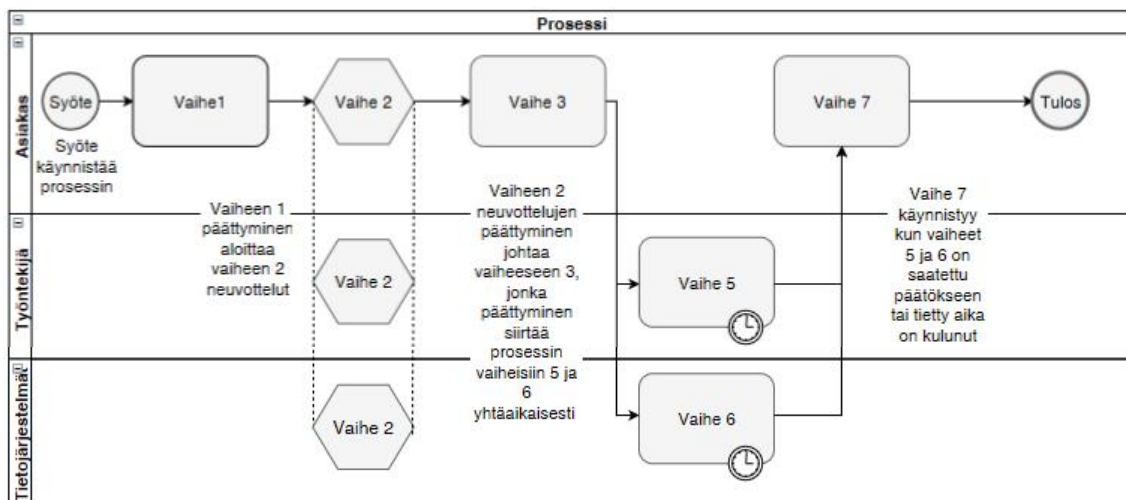 Prosessi
Asiakas
Syöte
Vaihe1
Vaihe 2
Vaihe 3
Vaihe 7
Tulos
Syöte
käynnistää
prosessin
Vaiheen 1
päättyminen
aloittaa
vaiheen 2
neuvottelut
Vaiheen 2
neuvottelujen
päättyminen
johtaa
vaiheeseen 3,
jonka
päättyminen
siirtää
prosessin
vaiheisiin 5 ja
6
yhtäaikaisesti
Vaihe 7
käynnistyy
kun vaiheet
5 ja 6 on
saatettu
päätökseen
tai tietty aika
on kulunut
Työntekijä
Vaihe 2
Vaihe 5
Tietojärjestelmät
Vaihe 2
Vaihe 6